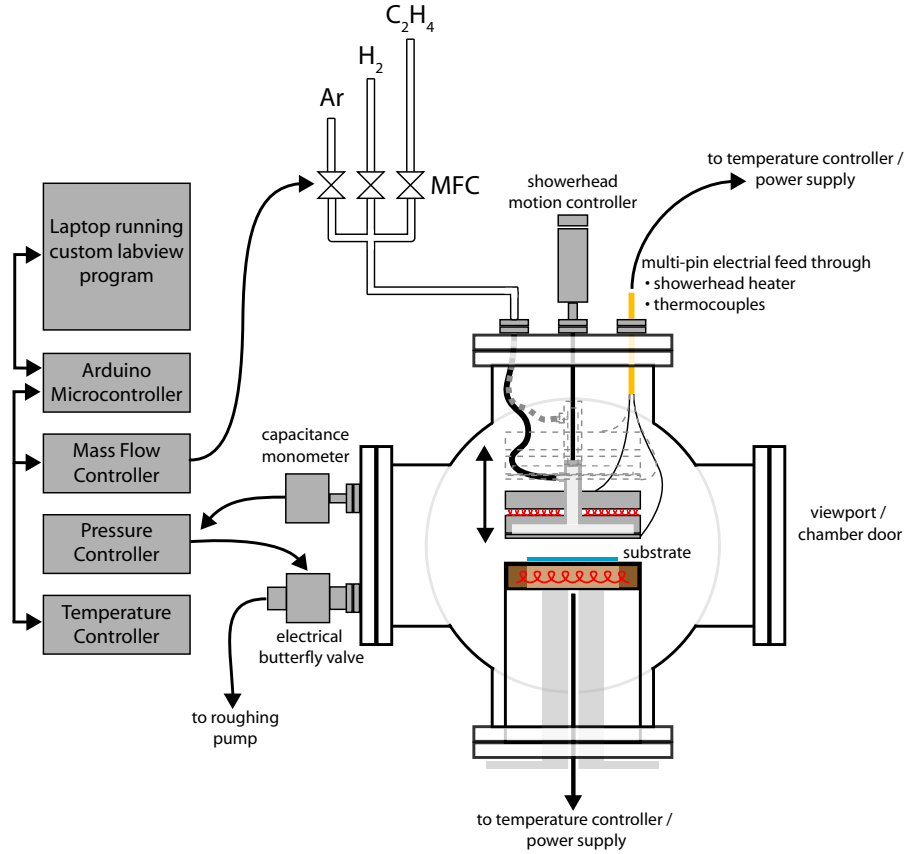 C₂H₄
H₂
Ar
MFC
showerhead
motion controller
to temperature controller /
power supply
multi-pin electrial feed through
• showerhead heater
• thermocouples
Laptop running
custom labview
program
Arduino
Microcontroller
Mass Flow
Controller
Pressure
Controller
Temperature
Controller
capacitance
monometer
electrical
butterfly valve
to roughing
pump
substrate
viewport /
chamber door
to temperature controller /
power supply